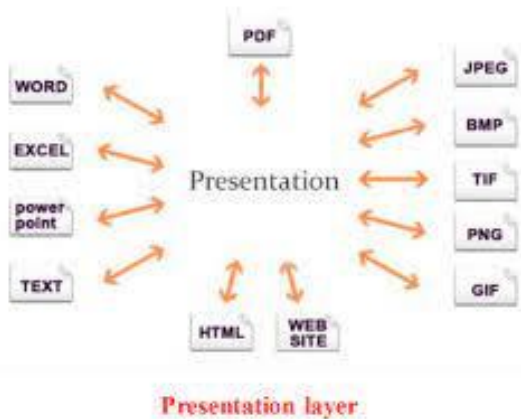 PDF
WORD
JPEG
BMP
EXCEL
Presentation
TIF
power
point
PNG
TEXT
GIF
HTML
WEB
SITE
Presentation layer